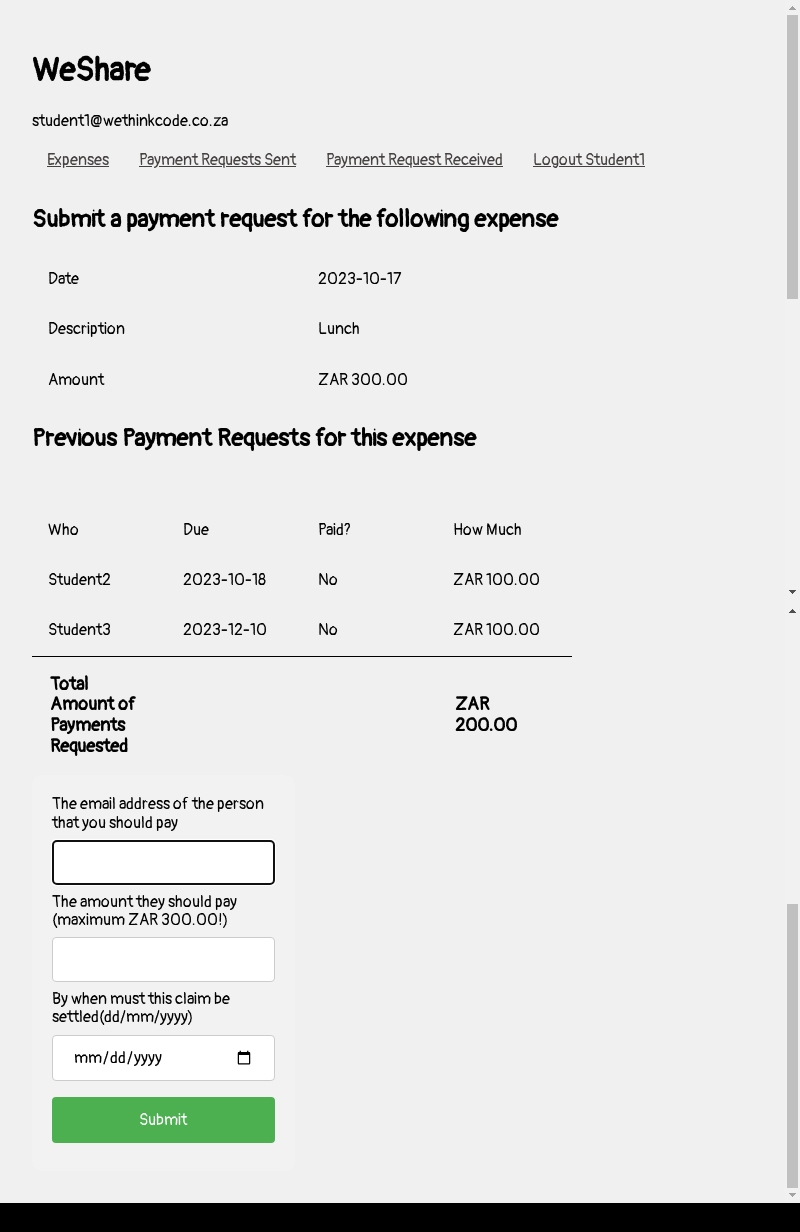 WeShare
student1@wethinkcode.co.za
Expenses Payment Requests Sent Payment Request Received Logout Student1
Submit a payment request for the following expense
Date 2023-10-17
Description Lunch
Amount ZAR 300.00
Previous Payment Requests for this expense
Who Due Paid? How Much
Student2 2023-10-18 No ZAR 100.00
Student3 2023-12-10 No ZAR 100.00
Total
Amount of ZAR
Payments 200.00
Requested
The email address of the person
that you should pay
The amount they should pay
(maximum ZAR 300.00!)
By when must this claim be
settled(dd/mm/yyyy)
mm/dd/yyyy
Submit